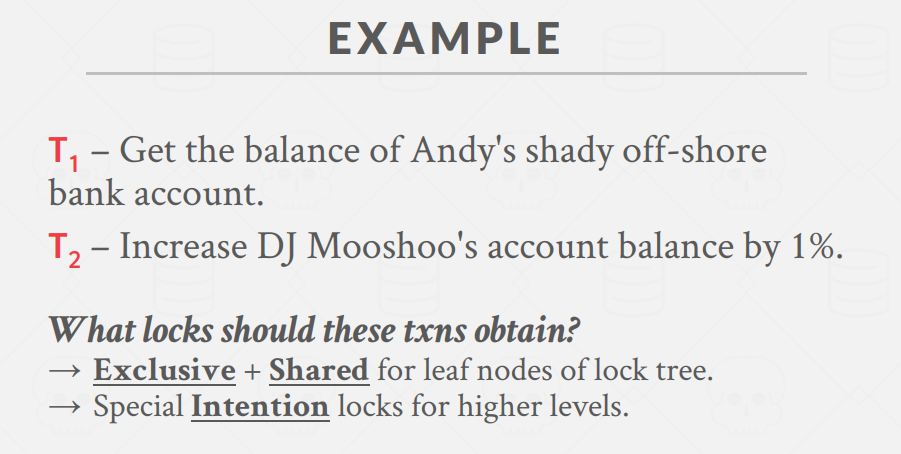 EXAMPLE
T1 – Get the balance of Andy's shady off-shore
bank account.
T2 – Increase DJ Mooshoo's account balance by 1%.
What locks should these txns obtain?
→ Exclusive + Shared for leaf nodes of lock tree.
→ Special Intention locks for higher levels.